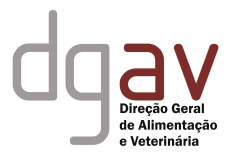 dgav
Direção Geral
de Alimentação
e Veterinária